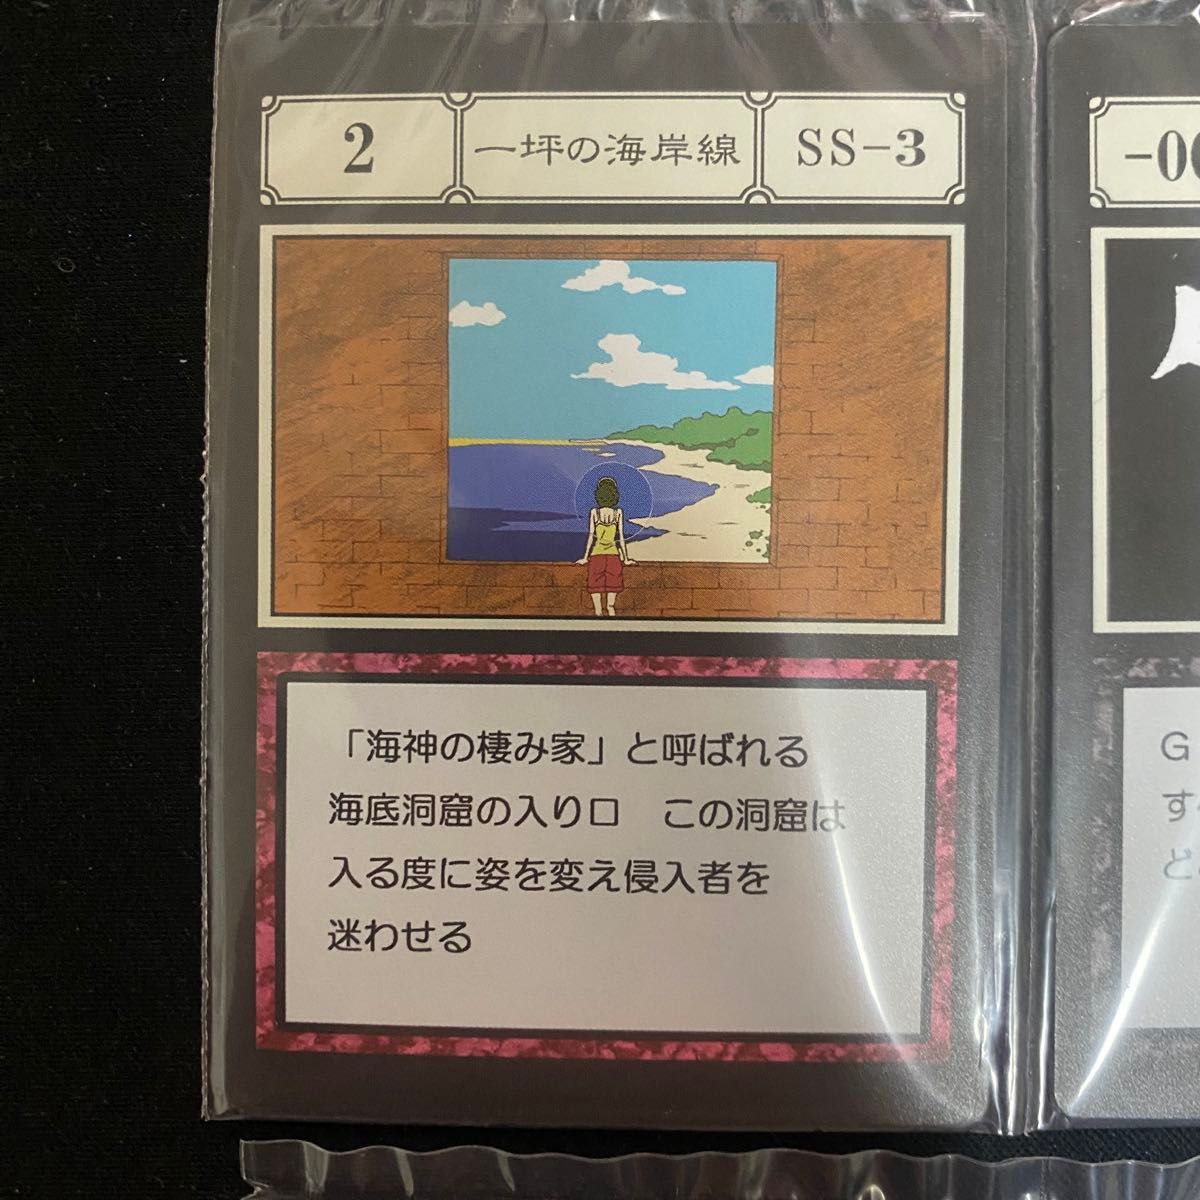 2
一坪の海岸線
SS-3
「海神の棲み家」と呼ばれる
海底洞窟の入り口　この洞窟は
入る度に姿を変え侵入者を
迷わせる
G
す
ど